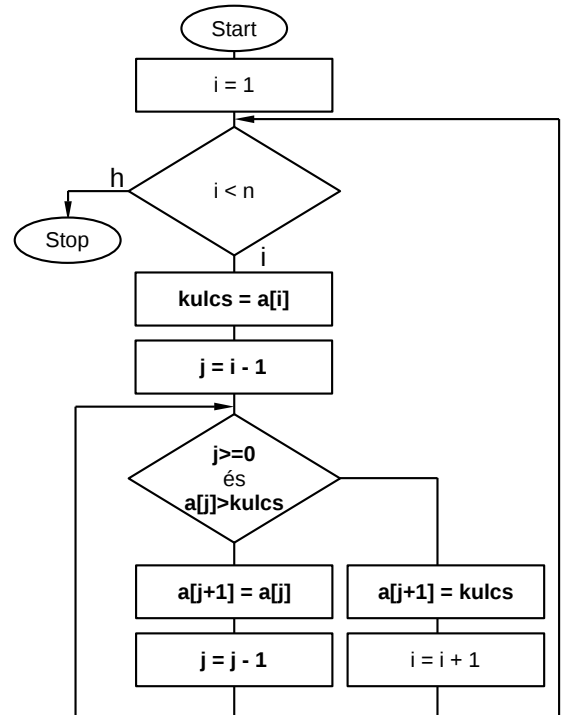 Start
i = 1
h
i < n
Stop
i
kulcs = a[i]
j = i - 1
j>=0
és
a[j]>kulcs
a[j+1] = a[j]
a[j+1] = kulcs
j = j - 1
i = i + 1